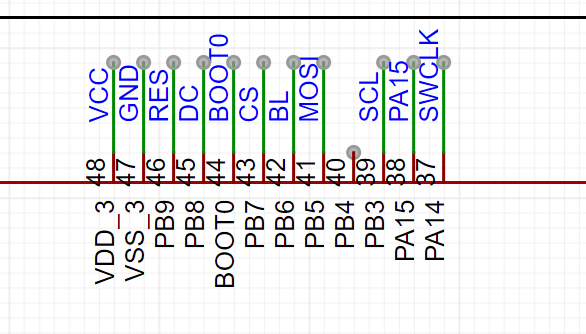 VCC GND RES DC BOOT0 CS BL MOSI SCL PA15 SWCLK
48 47 46 45 44 43 42 41 40 39 38 37
VDD_3 VSS_3 PB9 PB8 BOOT0 PB7 PB6 PB5 PB4 PB3 PA15 PA14